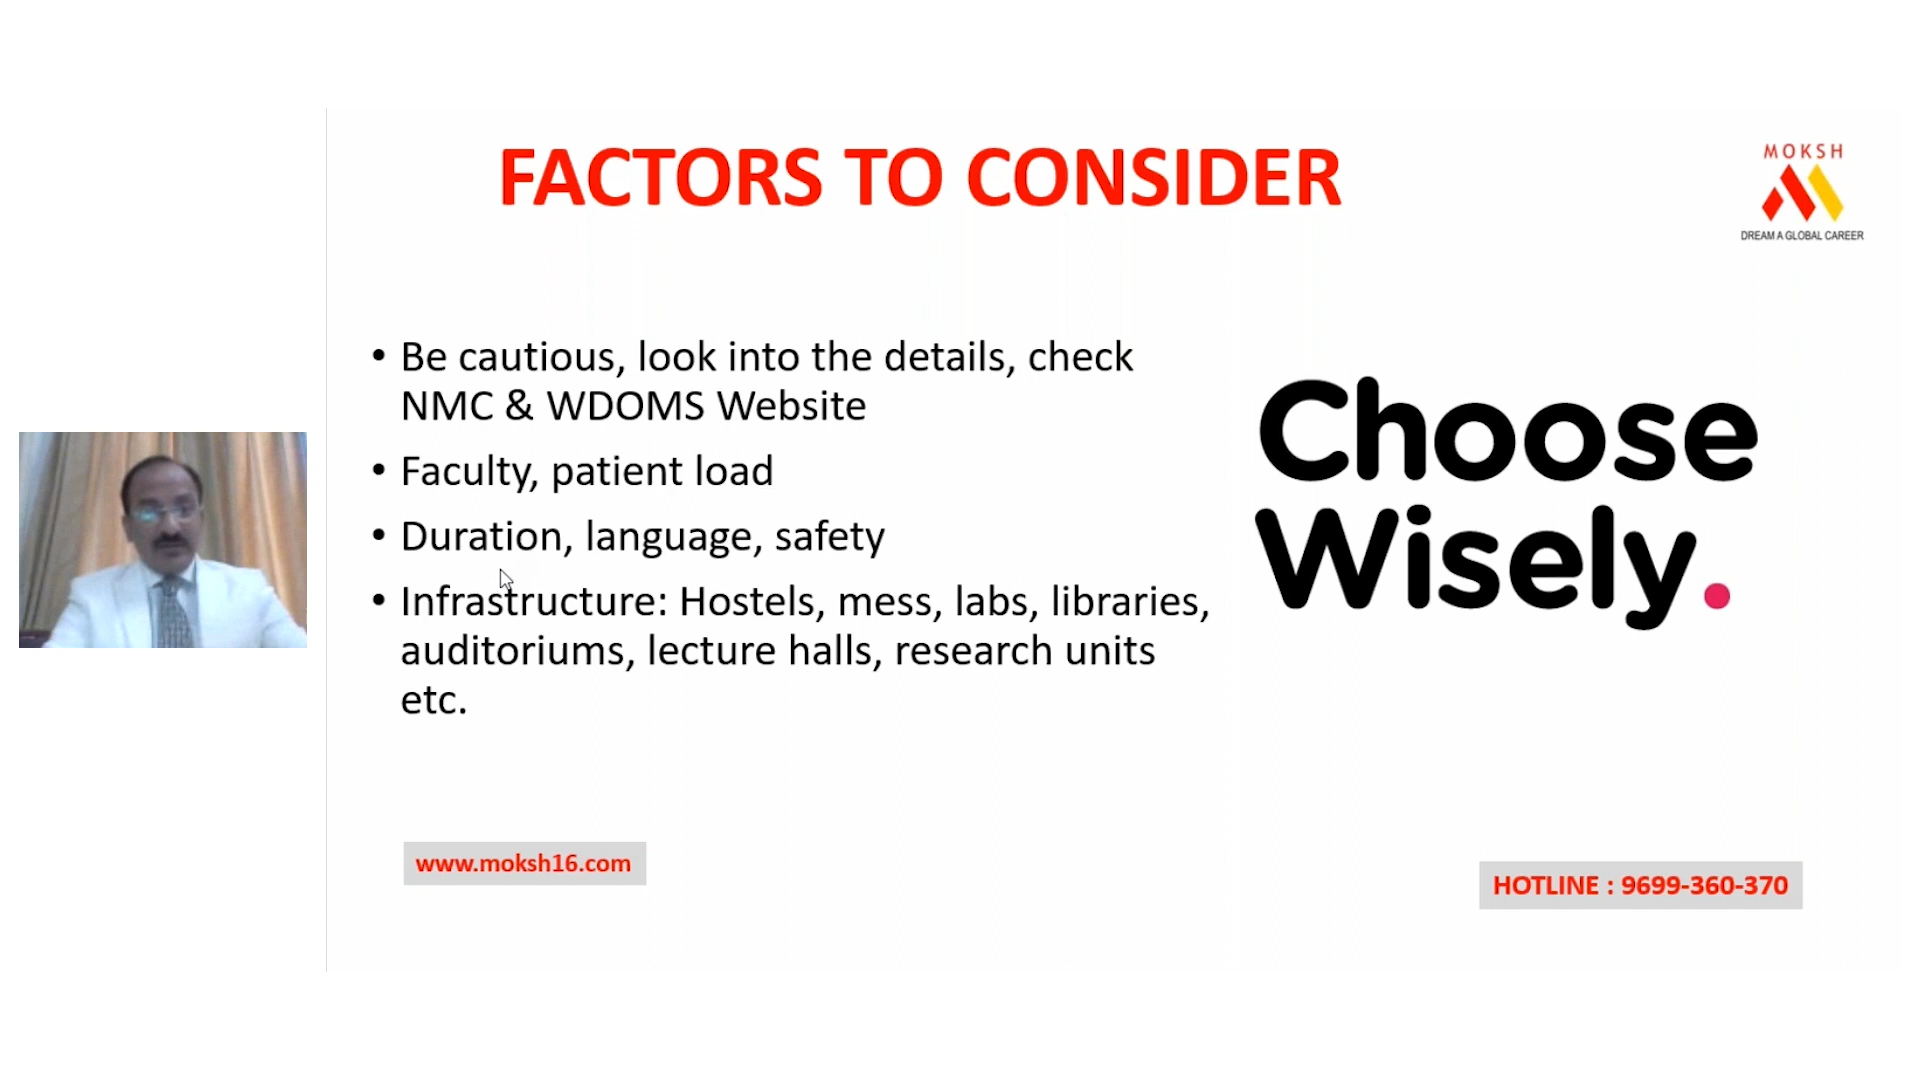 FACTORS TO CONSIDER
MOKSH
DREAM A GLOBAL CAREER
• Be cautious, look into the details, check
NMC & WDOMS Website
• Faculty, patient load
• Duration, language, safety
• Infrastructure: Hostels, mess, labs, libraries,
auditoriums, lecture halls, research units
etc.
Choose
Wisely.
www.moksh16.com
HOTLINE : 9699-360-370